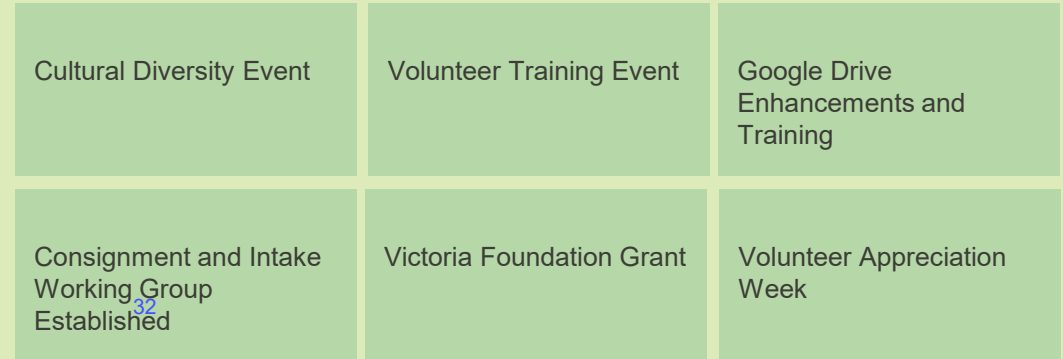 Cultural Diversity Event
Volunteer Training Event
Google Drive
Enhancements and
Training
Consignment and Intake
Working Group
Established
32
Victoria Foundation Grant
Volunteer Appreciation
Week